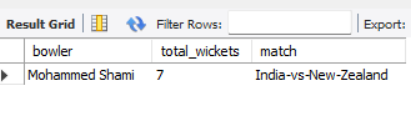 Result Grid Filter Rows: Export:
bowler total_wickets match
Mohammed Shami 7 India-vs-New-Zealand